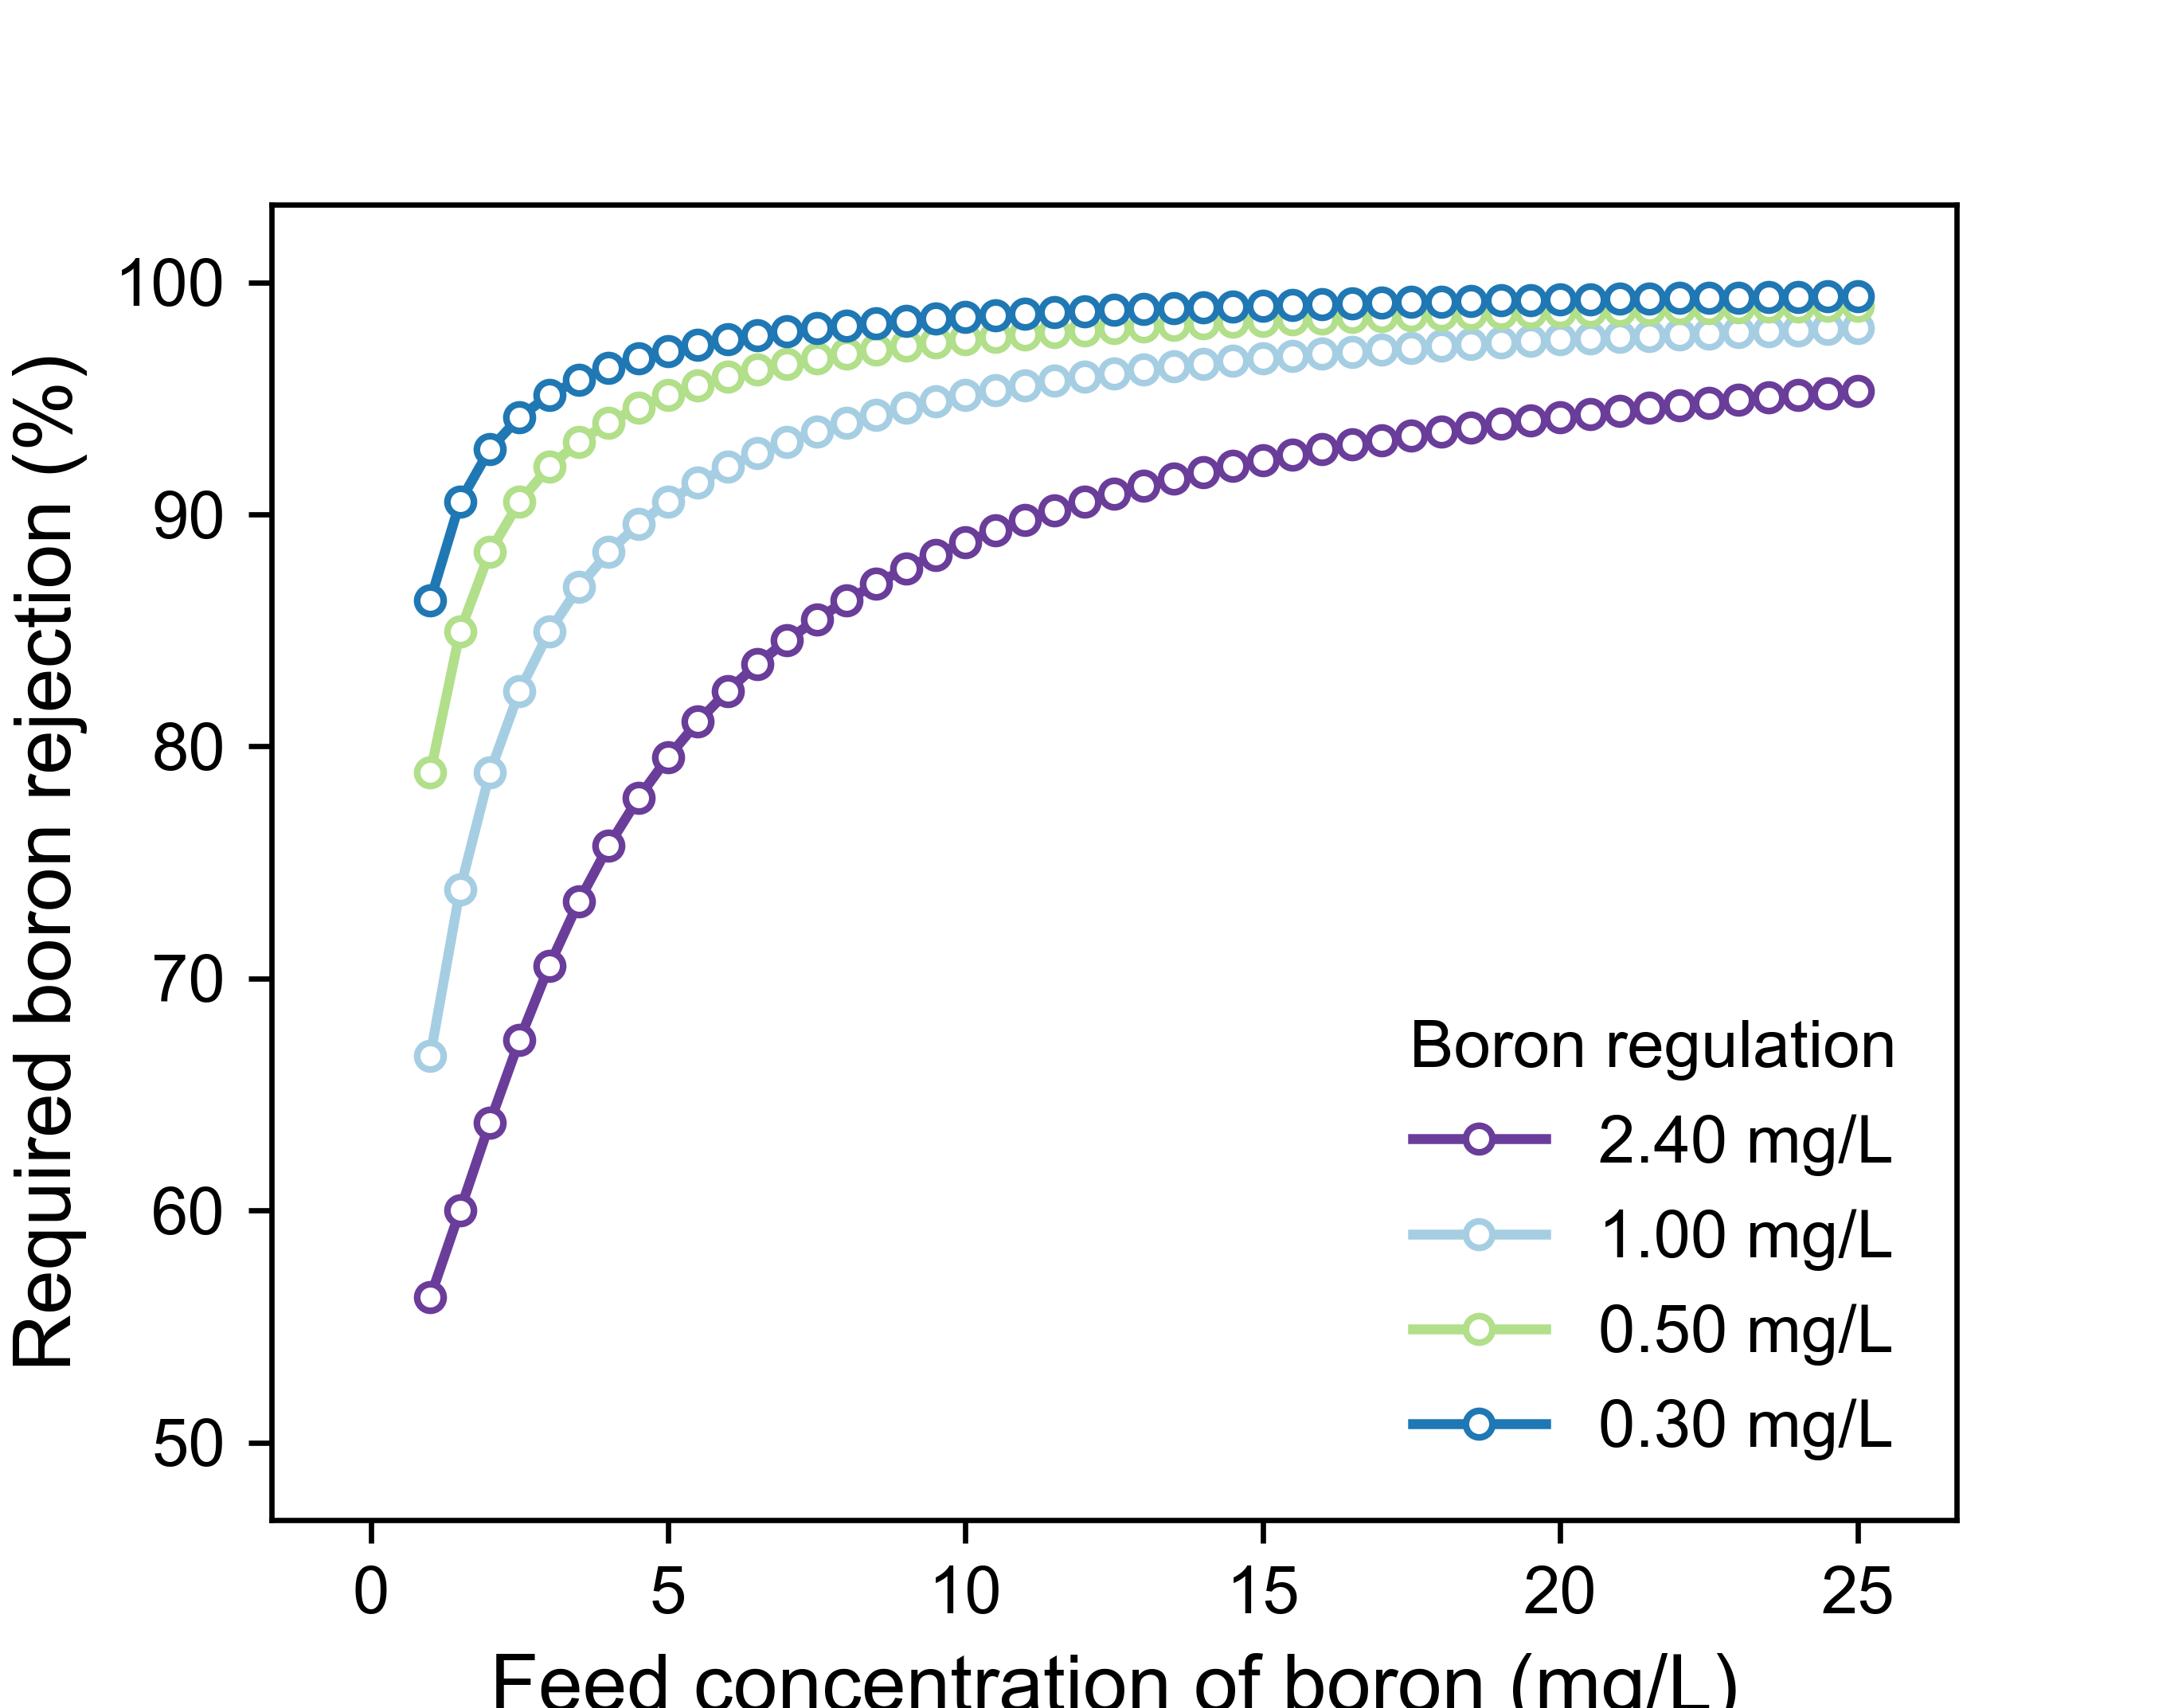 Required boron rejection (%)
100
90
80
70
60
50
Boron regulation
2.40 mg/L
1.00 mg/L
0.50 mg/L
0.30 mg/L
0 5 10 15 20 25
Feed concentration of boron (mg/L)